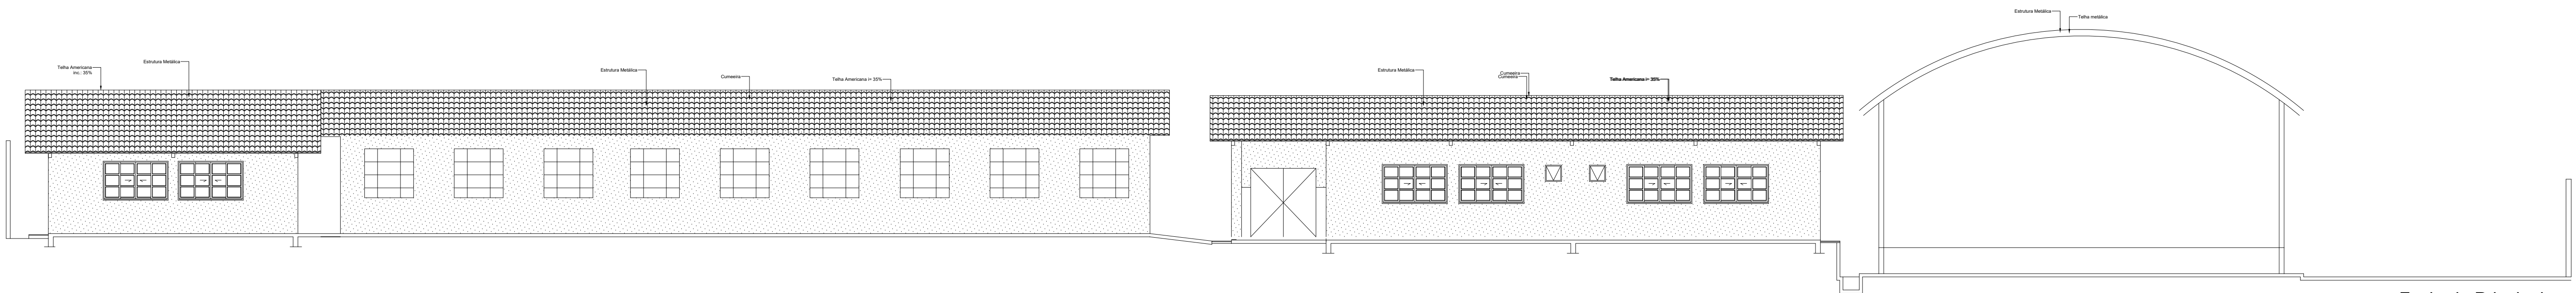 Telha Americana
inc.: 35%
Estrutura Metálica
Estrutura Metálica
Cumeeira
Telha Americana i= 35%
Estrutura Metálica
Cumeeira
Cumeeira
Telha Americana i= 35%
Estrutura Metálica
Telha metálica